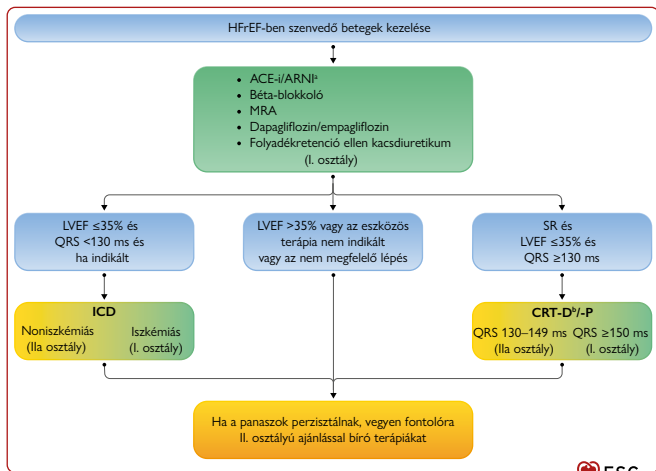 HFrEF-ben szenvedő betegek kezelése
• ACE-i/ARNIᵃ
• Béta-blokkoló
• MRA
• Dapagliflozin/empagliflozin
• Folyadékretenció ellen kacsdiuretikum
(I. osztály)
LVEF ≤35% és
QRS <130 ms és
ha indikált
LVEF >35% vagy az eszközös
terápia nem indikált
vagy az nem megfelelő lépés
SR és
LVEF ≤35% és
QRS ≥130 ms
ICD
Noniszkémiás
(IIa osztály)
Iszkémiás
(I. osztály)
CRT-Dᵇ/-P
QRS 130–149 ms
(IIa osztály)
QRS ≥150 ms
(I. osztály)
Ha a panaszok perzisztálnak, vegyen fontolóra
II. osztályú ajánlással bíró terápiákat
ESC